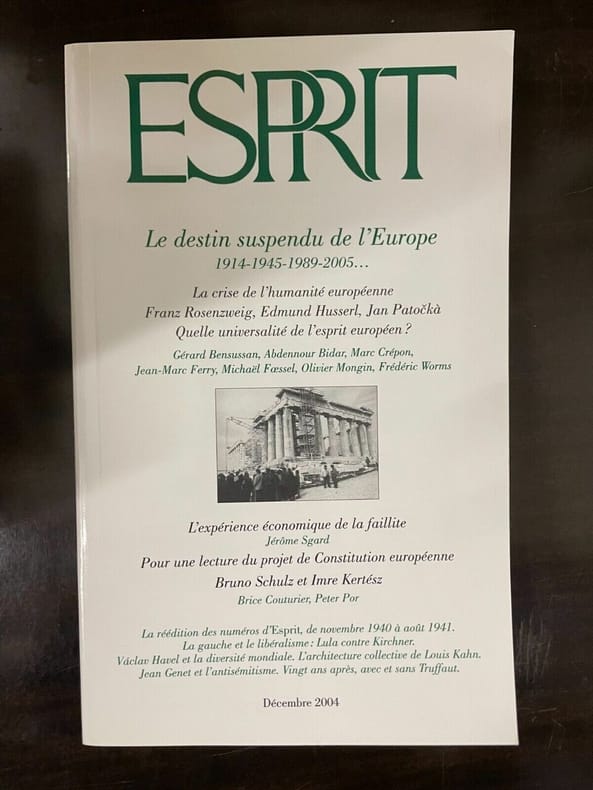 ESPRIT
Le destin suspendu de l'Europe
1914-1945-1989-2005...
La crise de l'humanité européenne
Franz Rosenzweig, Edmund Husserl, Jan Patočkà
Quelle universalité de l'esprit européen ?
Gérard Bensussan, Abdennour Bidar, Marc Crépon,
Jean-Marc Ferry, Michaël Fœssel, Olivier Mongin, Frédéric Worms
L'expérience économique de la faillite
Jérôme Sgard
Pour une lecture du projet de Constitution européenne
Bruno Schulz et Imre Kertész
Brice Couturier, Peter Por
La réédition des numéros d'Esprit, de novembre 1940 à août 1941.
La gauche et le libéralisme : Lula contre Kirchner.
Václav Havel et la diversité mondiale. L'architecture collective de Louis Kahn.
Jean Genet et l'antisémitisme. Vingt ans après, avec et sans Truffaut.
Décembre 2004